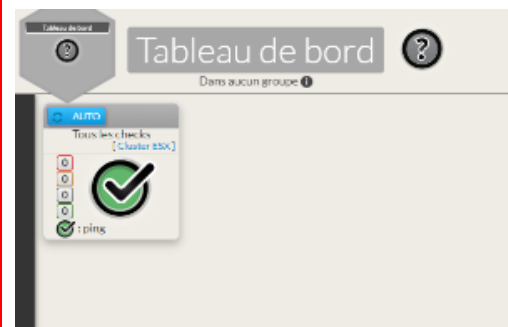 Tableau de bord
Tableau de bord
Dans aucun groupe
AUTO
Tous les checks
[ Cluster ESX ]
0
0
0
0
: ping